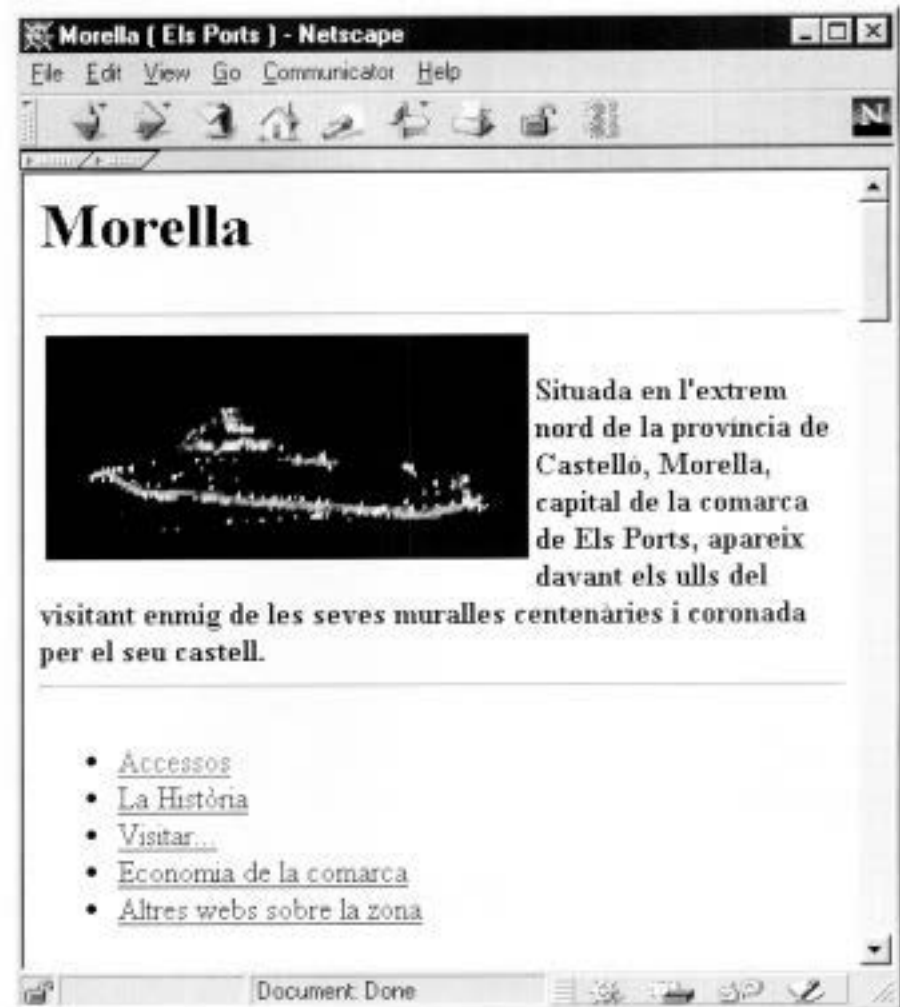 Morella ( Els Ports ) - Netscape
File Edit View Go Communicator Help
N
Morella
Situada en l'extrem
nord de la província de
Castelló, Morella,
capital de la comarca
de Els Ports, apareix
davant els ulls del
visitant enmig de les seves muralles centenàries i coronada
per el seu castell.
Accessos
La Història
Visitar...
Economia de la comarca
Altres webs sobre la zona
Document: Done